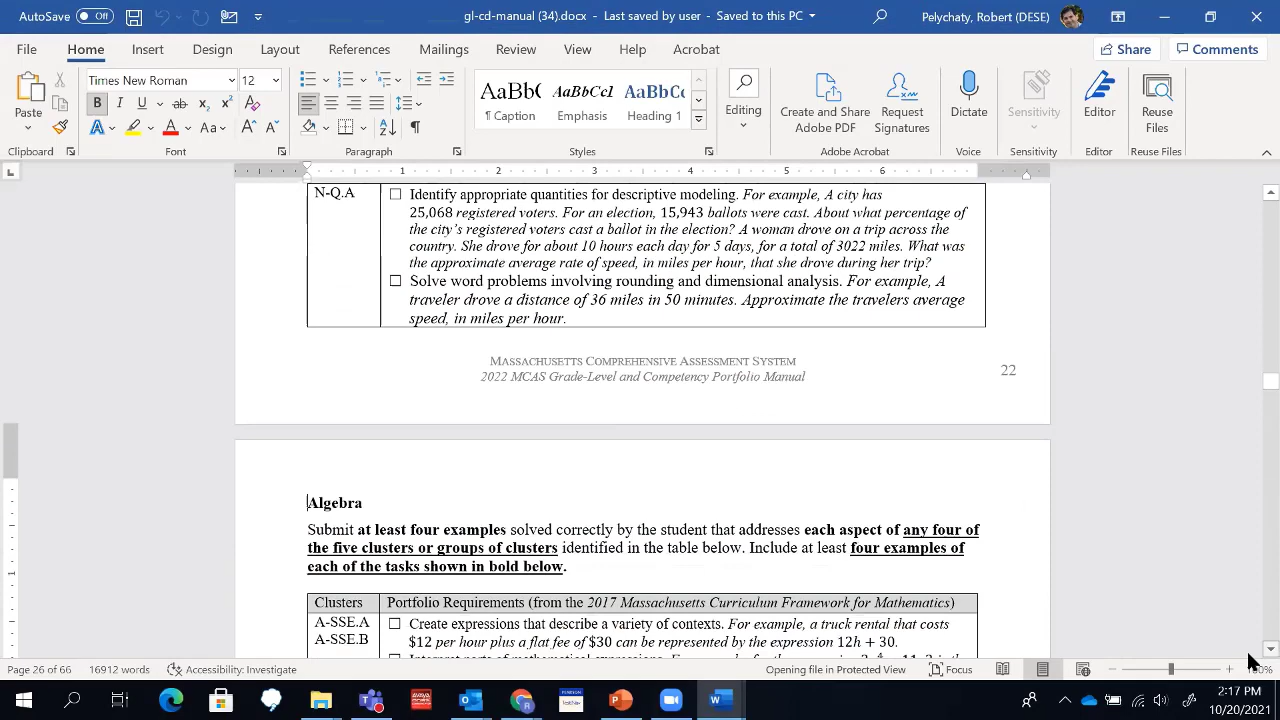 AutoSave Off gl-cd-manual (34).docx - Last saved by user - Saved to this PC Pelychaty, Robert (DESE)
File Home Insert Design Layout References Mailings Review View Help Acrobat Share Comments
Times New Roman 12 AaBbC AaBbCcI AaBbCc
Paste ¶ Caption Emphasis Heading 1 Editing Create and Share Adobe PDF Request Signatures Dictate Sensitivity Editor Reuse Files
Clipboard Font Paragraph Styles Adobe Acrobat Voice Sensitivity Editor Reuse Files
1 2 3 4 5 6
N-Q.A ☐ Identify appropriate quantities for descriptive modeling. For example, A city has
25,068 registered voters. For an election, 15,943 ballots were cast. About what percentage of
the city's registered voters cast a ballot in the election? A woman drove on a trip across the
country. She drove for about 10 hours each day for 5 days, for a total of 3022 miles. What was
the approximate average rate of speed, in miles per hour, that she drove during her trip?
☐ Solve word problems involving rounding and dimensional analysis. For example, A
traveler drove a distance of 36 miles in 50 minutes. Approximate the travelers average
speed, in miles per hour.
MASSACHUSETTS COMPREHENSIVE ASSESSMENT SYSTEM
2022 MCAS Grade-Level and Competency Portfolio Manual 22
Algebra
Submit at least four examples solved correctly by the student that addresses each aspect of any four of
the five clusters or groups of clusters identified in the table below. Include at least four examples of
each of the tasks shown in bold below.
Clusters Portfolio Requirements (from the 2017 Massachusetts Curriculum Framework for Mathematics)
A-SSE.A ☐ Create expressions that describe a variety of contexts. For example, a truck rental that costs
A-SSE.B $12 per hour plus a flat fee of $30 can be represented by the expression 12h + 30.
Page 26 of 66 16912 words Accessibility: Investigate Opening file in Protected View Focus
2:17 PM
10/20/2021